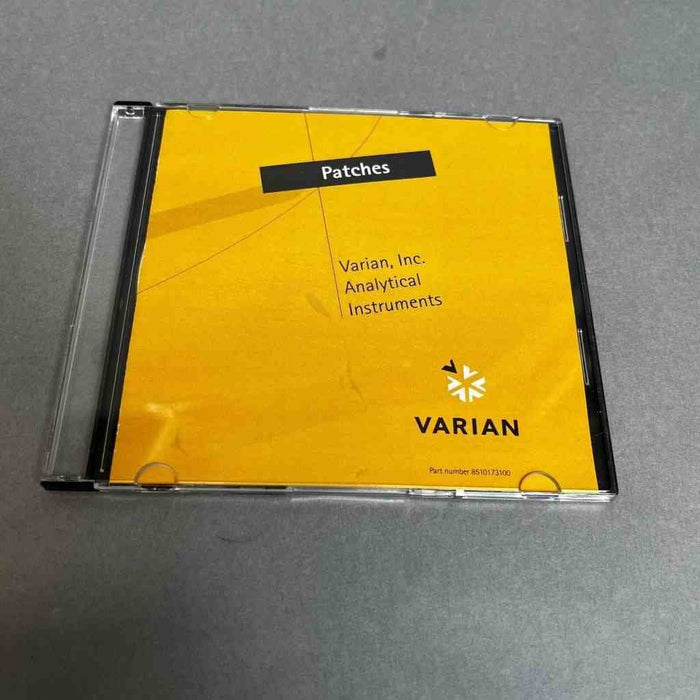 Patches
Varian, Inc.
Analytical
Instruments
VARIAN
Part number 8510173100